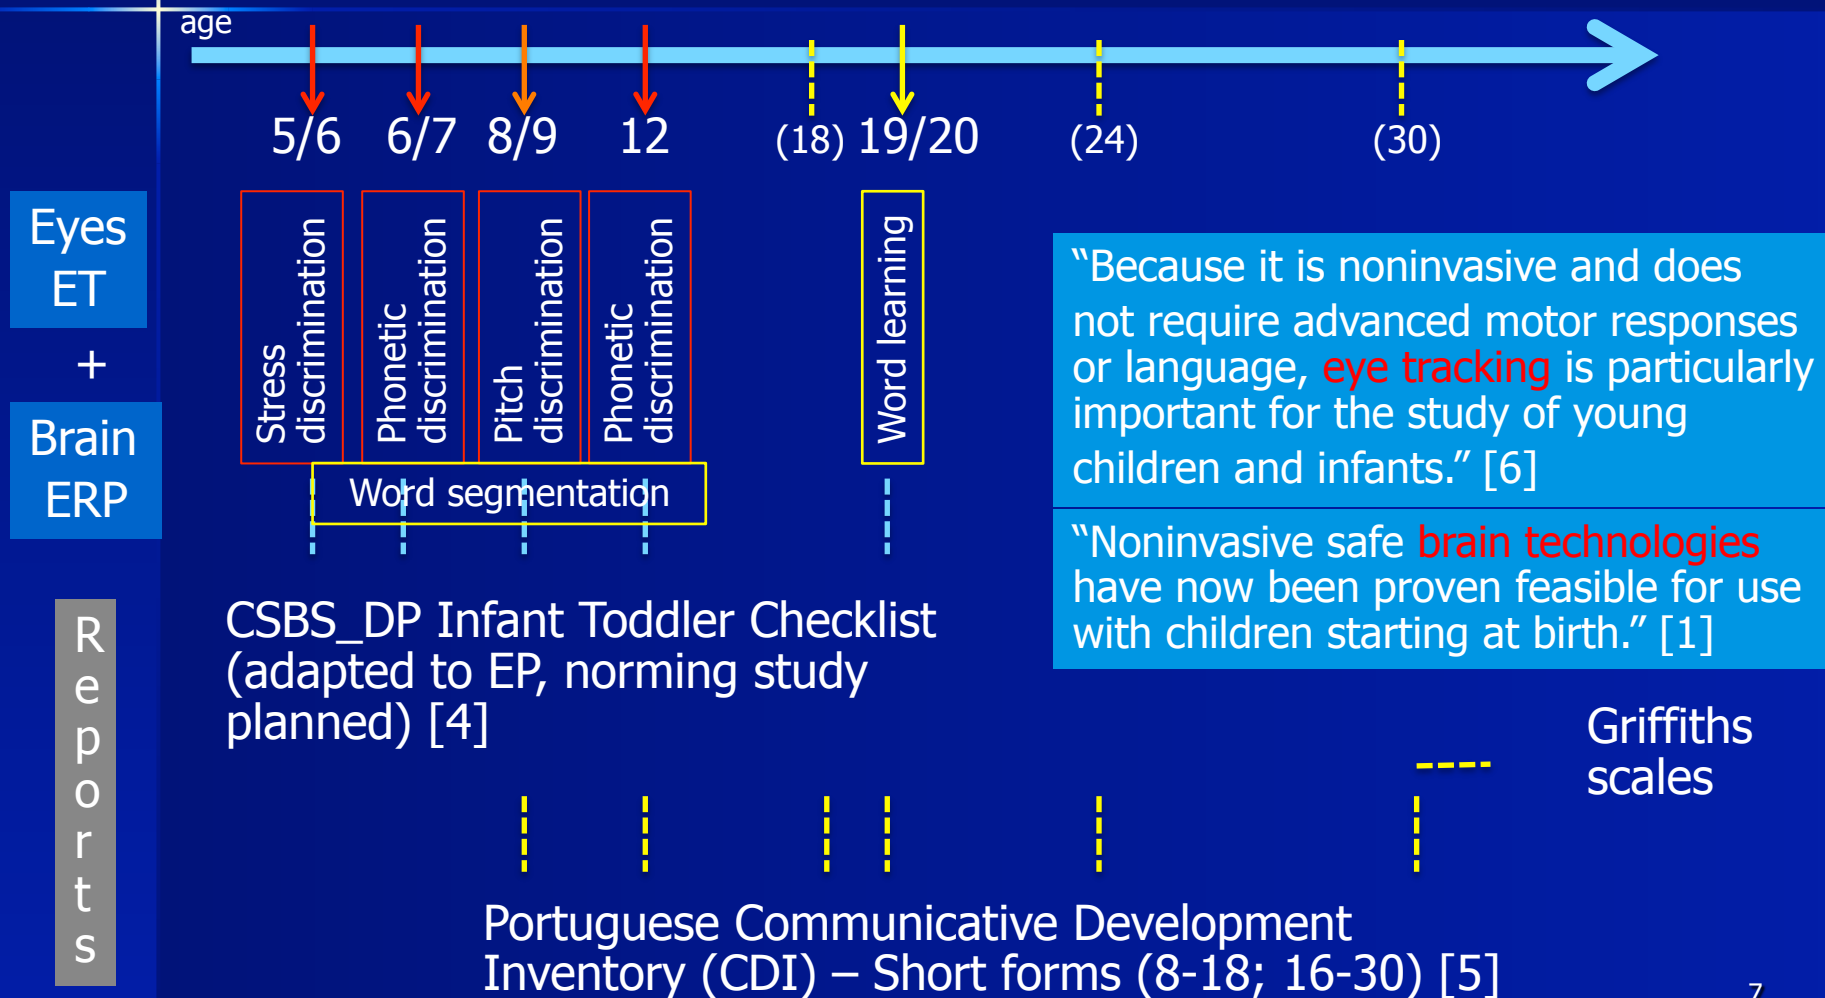 age
5/6 6/7 8/9 12 (18) 19/20 (24) (30)
Eyes
ET
+
Brain
ERP
Stress
discrimination
Phonetic
discrimination
Pitch
discrimination
Phonetic
discrimination
Word learning
Word segmentation
“Because it is noninvasive and does
not require advanced motor responses
or language, eye tracking is particularly
important for the study of young
children and infants.” [6]
“Noninvasive safe brain technologies
have now been proven feasible for use
with children starting at birth.” [1]
Reports
CSBS_DP Infant Toddler Checklist
(adapted to EP, norming study
planned) [4]
Griffiths
scales
Portuguese Communicative Development
Inventory (CDI) – Short forms (8-18; 16-30) [5]
7